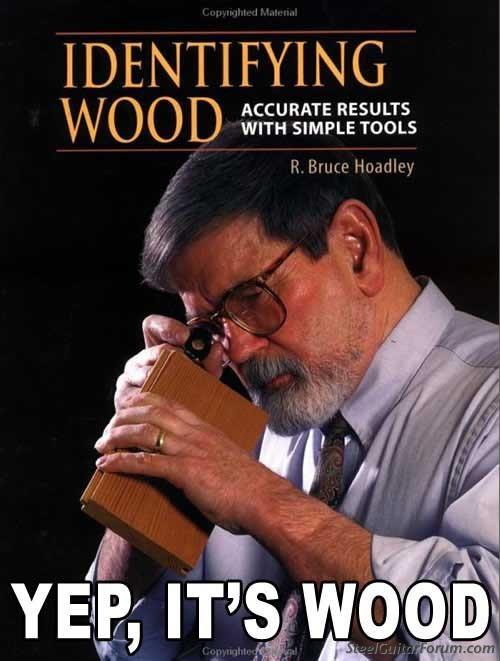 Copyrighted Material
IDENTIFYING
WOOD
ACCURATE RESULTS
WITH SIMPLE TOOLS
R. Bruce Hoadley
YEP, IT'S WOOD
SteelGuitarForum.com
Copyrighted Material